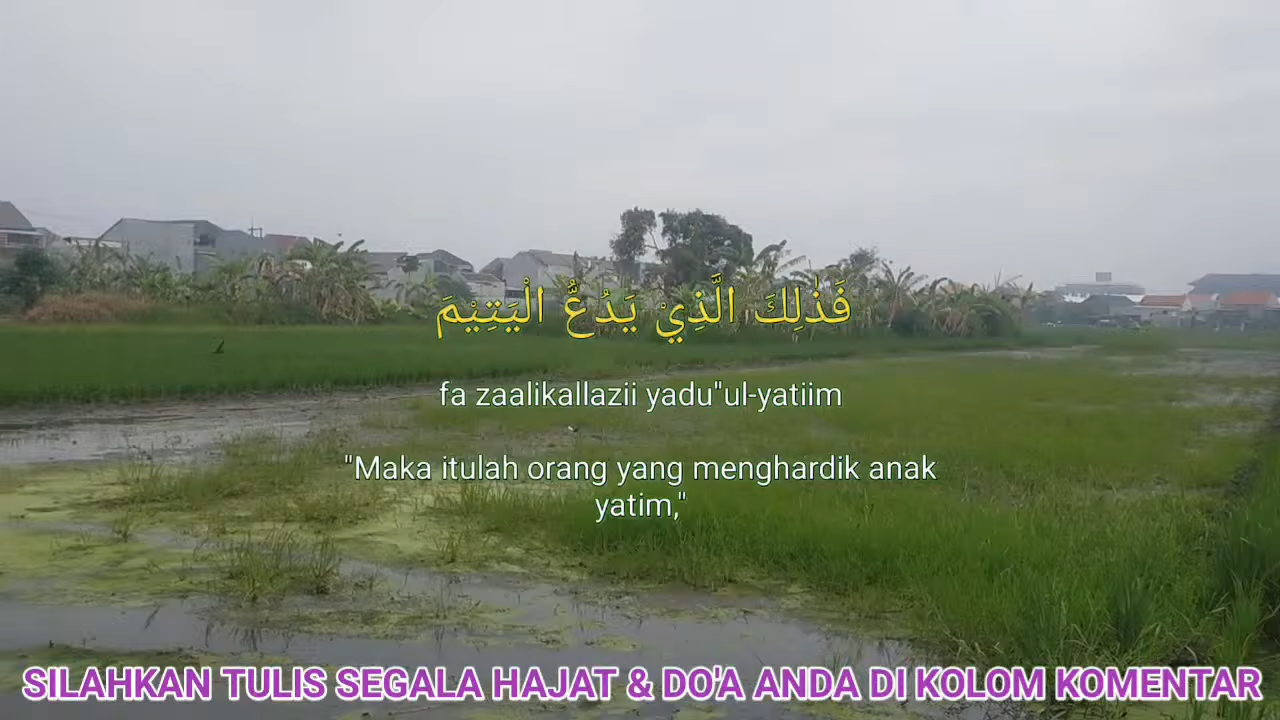 فَذٰلِكَ الَّذِيْ يَدُعُّ الْيَتِيْمَ
fa zaalikallazii yadu"ul-yatiim
"Maka itulah orang yang menghardik anak
yatim,"
SILAHKAN TULIS SEGALA HAJAT & DO'A ANDA DI KOLOM KOMENTAR